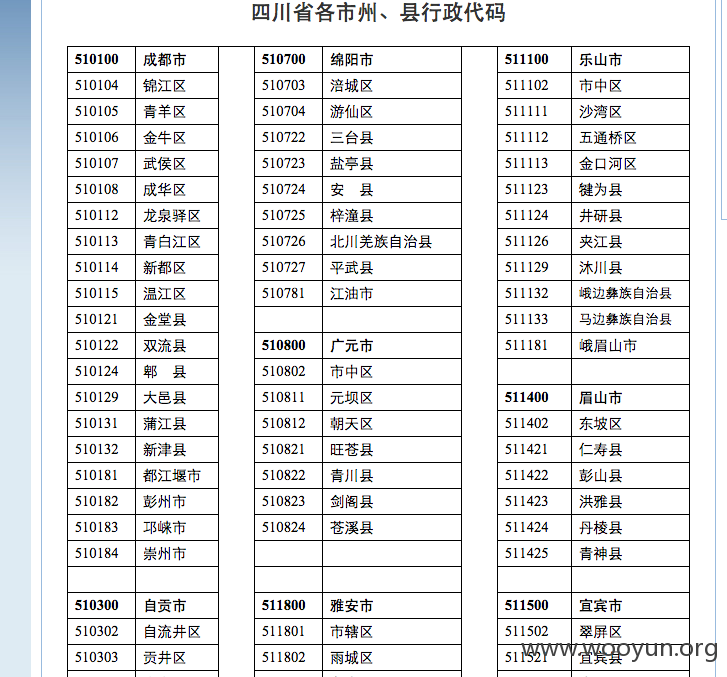 四川省各市州、县行政代码
510100 成都市 510700 绵阳市 511100 乐山市
510104 锦江区 510703 涪城区 511102 市中区
510105 青羊区 510704 游仙区 511111 沙湾区
510106 金牛区 510722 三台县 511112 五通桥区
510107 武侯区 510723 盐亭县 511113 金口河区
510108 成华区 510724 安 县 511123 犍为县
510112 龙泉驿区 510725 梓潼县 511124 井研县
510113 青白江区 510726 北川羌族自治县 511126 夹江县
510114 新都区 510727 平武县 511129 沐川县
510115 温江区 510781 江油市 511132 峨边彝族自治县
510121 金堂县 511133 马边彝族自治县
510122 双流县 510800 广元市 511181 峨眉山市
510124 郫 县 510802 市中区
510129 大邑县 510811 元坝区 511400 眉山市
510131 蒲江县 510812 朝天区 511402 东坡区
510132 新津县 510821 旺苍县 511421 仁寿县
510181 都江堰市 510822 青川县 511422 彭山县
510182 彭州市 510823 剑阁县 511423 洪雅县
510183 邛崃市 510824 苍溪县 511424 丹棱县
510184 崇州市 511425 青神县
510300 自贡市 511800 雅安市 511500 宜宾市
510302 自流井区 511801 市辖区 511502 翠屏区
510303 贡井区 511802 雨城区 511521 宜宾县
www.wooyun.org